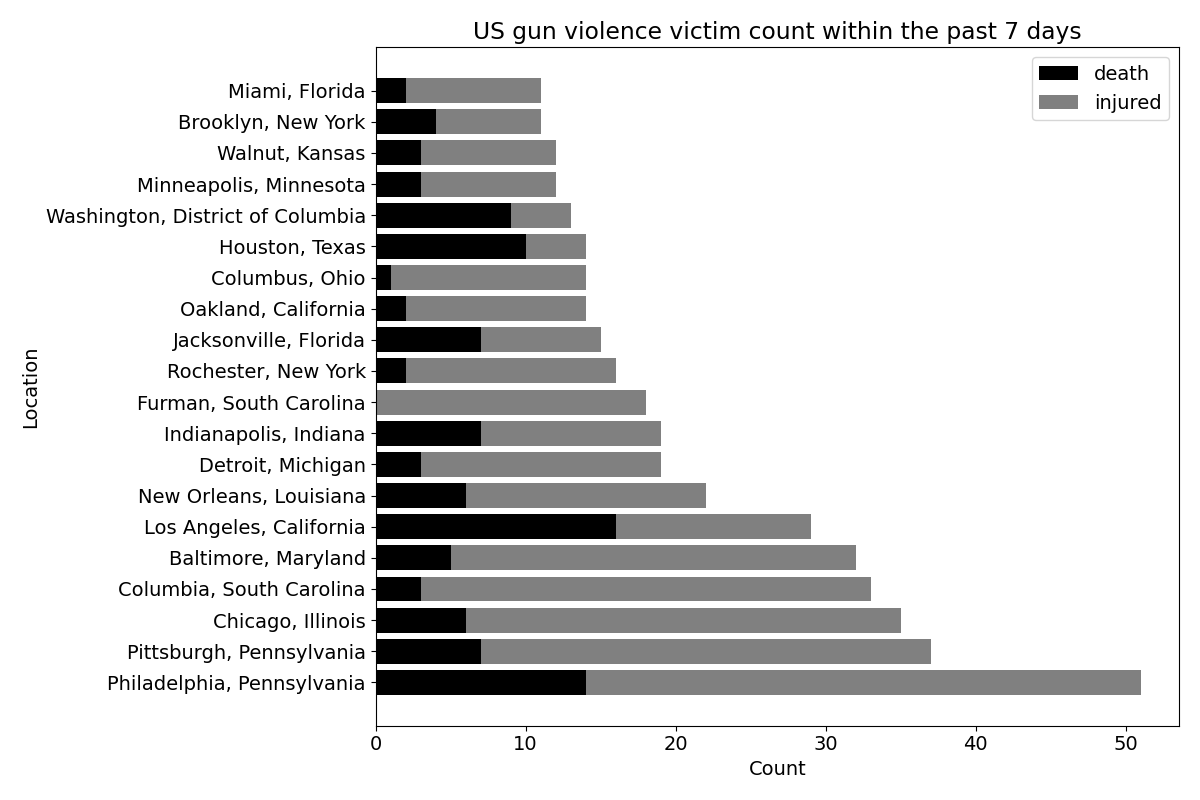 US gun violence victim count within the past 7 days
death
injured
Miami, Florida
Brooklyn, New York
Walnut, Kansas
Minneapolis, Minnesota
Washington, District of Columbia
Houston, Texas
Columbus, Ohio
Oakland, California
Jacksonville, Florida
Rochester, New York
Furman, South Carolina
Indianapolis, Indiana
Detroit, Michigan
New Orleans, Louisiana
Los Angeles, California
Baltimore, Maryland
Columbia, South Carolina
Chicago, Illinois
Pittsburgh, Pennsylvania
Philadelphia, Pennsylvania
Location
0 10 20 30 40 50
Count